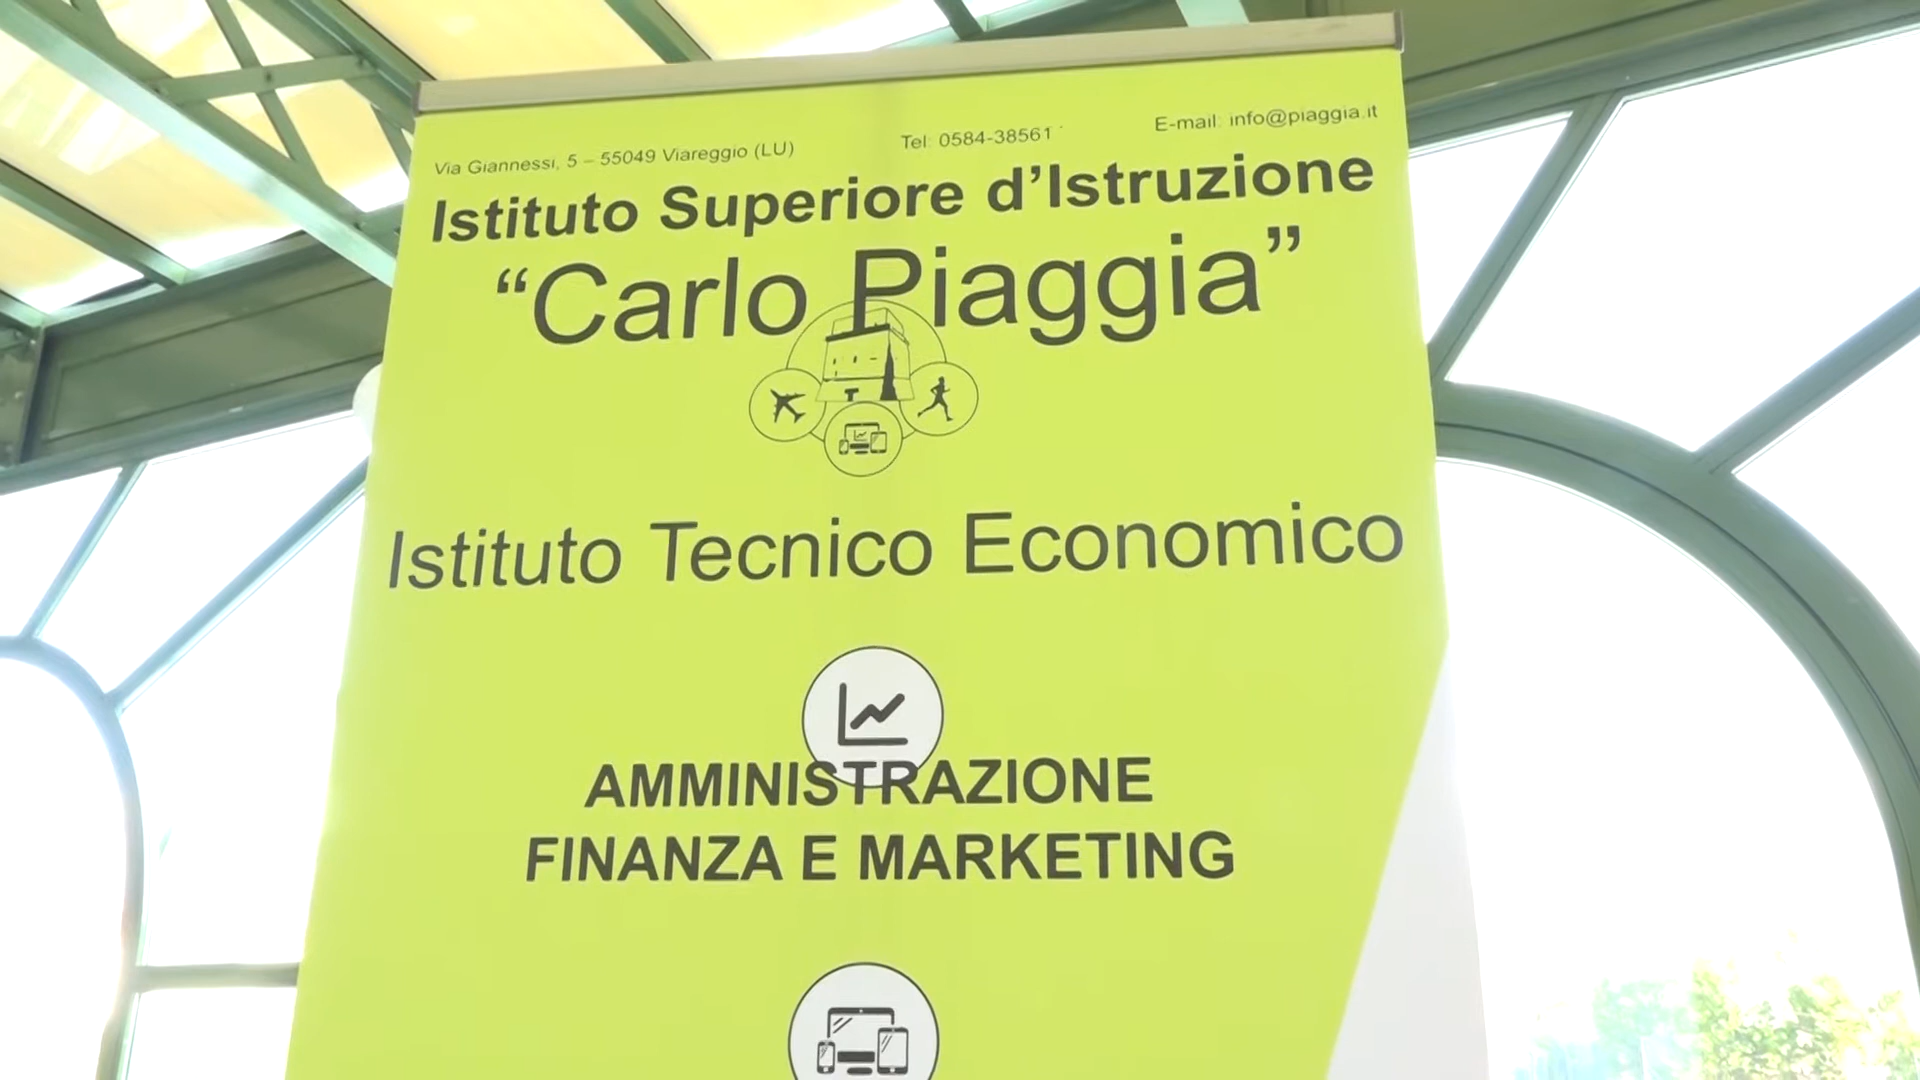 Via Giannessi, 5 – 55049 Viareggio (LU) Tel: 0584-38561 E-mail: info@piaggia.it
Istituto Superiore d’Istruzione
“Carlo Piaggia”
Istituto Tecnico Economico
AMMINISTRAZIONE
FINANZA E MARKETING